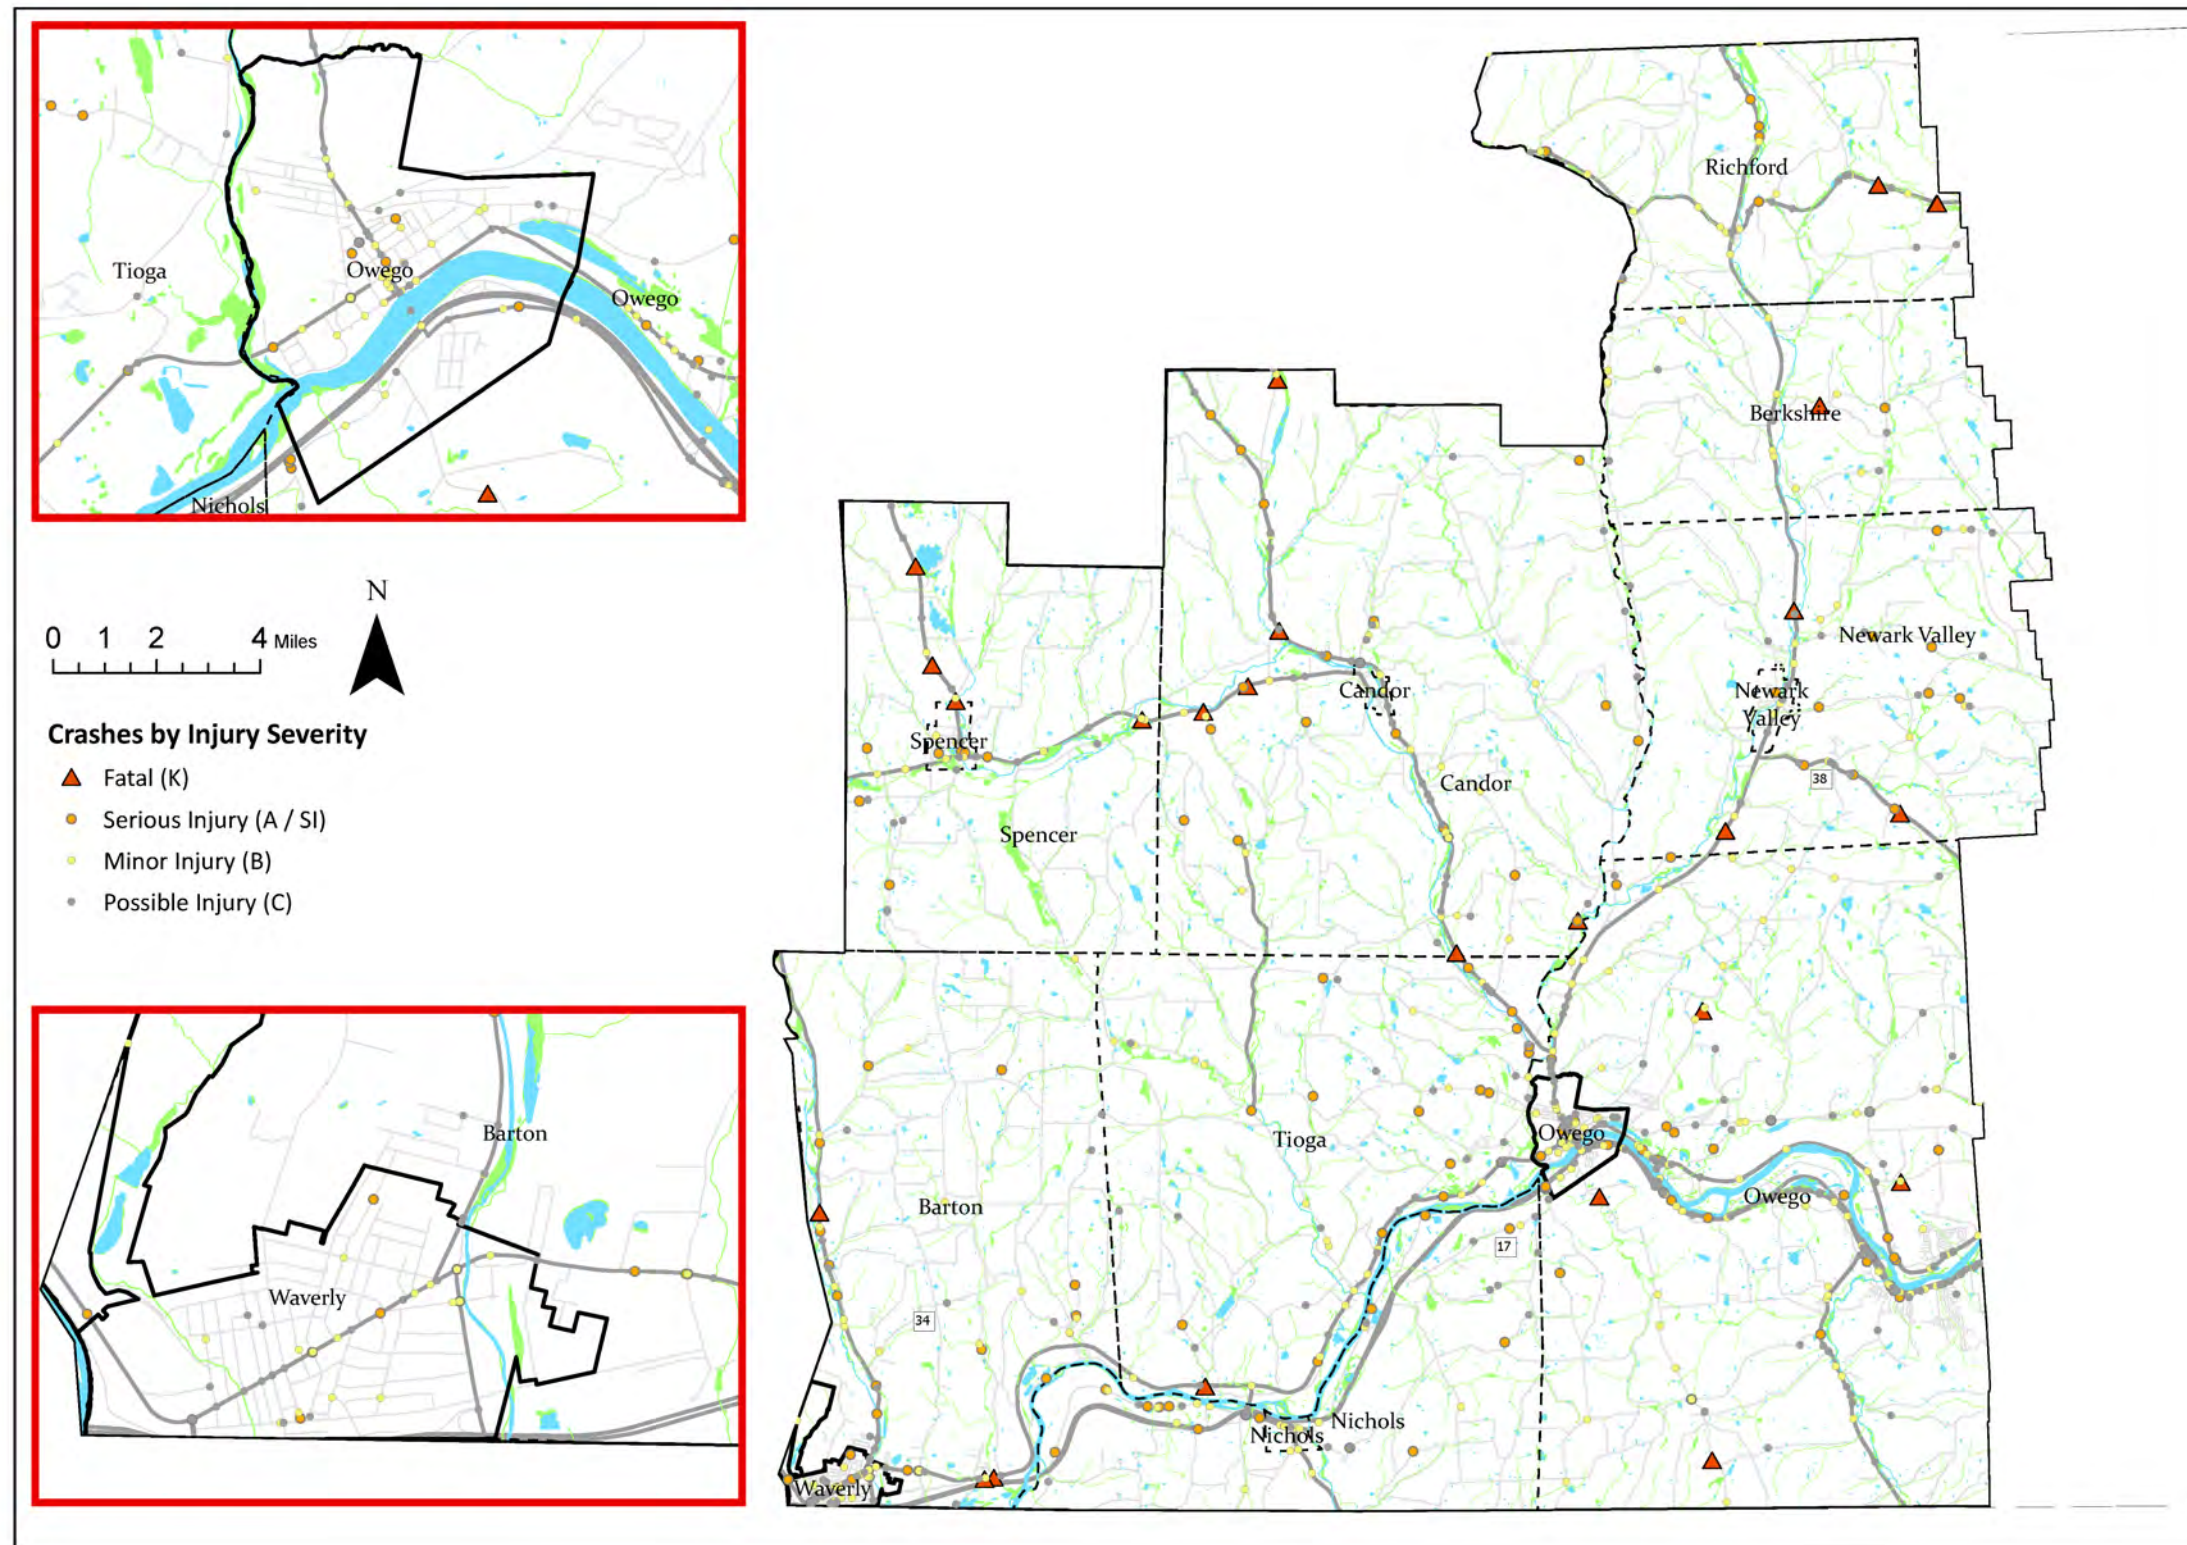 Tioga
Owego
Owego
Nichols
N
0 1 2 4 Miles
Crashes by Injury Severity
Fatal (K)
Serious Injury (A / SI)
Minor Injury (B)
Possible Injury (C)
Barton
Waverly
Richford
Berkshire
Newark Valley
Newark
Valley
Candor
Spencer
38
Candor
Spencer
Owego
Tioga
Owego
Barton
17
34
Nichols
Nichols
Waverly